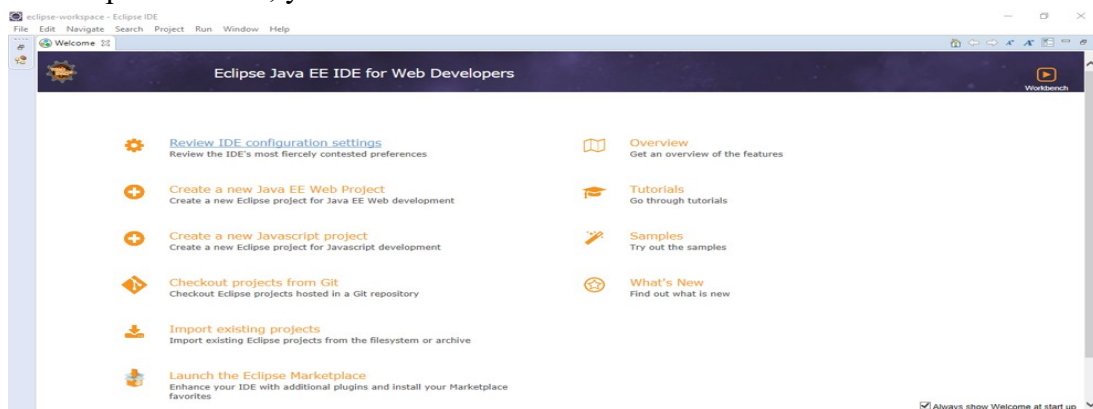 eclipse-workspace - Eclipse IDE
File Edit Navigate Search Project Run Window Help
Welcome
Eclipse Java EE IDE for Web Developers
Workbench
Review IDE configuration settings
Review the IDE's most fiercely contested preferences
Create a new Java EE Web Project
Create a new Eclipse project for Java EE Web development
Create a new Javascript project
Create a new Eclipse project for Javascript development
Checkout projects from Git
Checkout Eclipse projects hosted in a Git repository
Import existing projects
Import existing Eclipse projects from the filesystem or archive
Launch the Eclipse Marketplace
Enhance your IDE with additional plugins and install your Marketplace
favorites
Overview
Get an overview of the features
Tutorials
Go through tutorials
Samples
Try out the samples
What's New
Find out what is new
Always show Welcome at start up